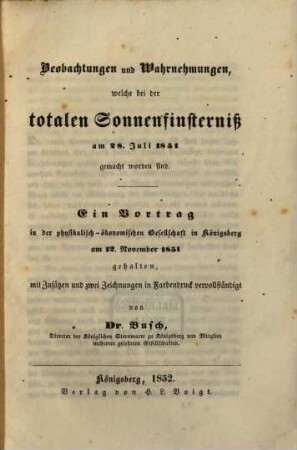 Beobachtungen und Wahrnehmungen,
welche bei der
totalen Sonnenfinsterniß
am 28. Juli 1851
gemacht worden sind.
Ein Vortrag
in der physikalisch-ökonomischen Gesellschaft in Königsberg
am 12. November 1851
gehalten,
mit Zusätzen und zwei Zeichnungen in Farbendruck vervollständigt
von
Dr. Busch,
Director der Königlichen Sternwarte zu Königsberg und Mitglied
mehrerer gelehrten Gesellschaften.
Königsberg, 1852.
Verlag von H. L. Voigt.